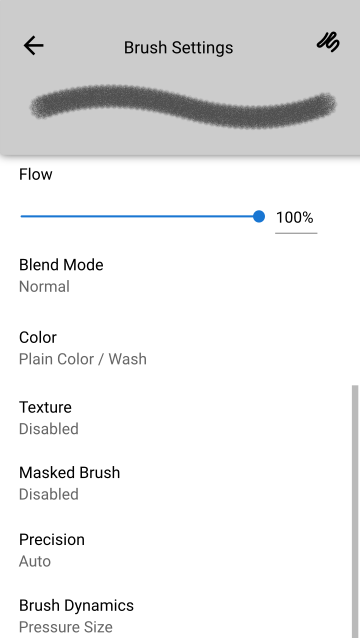 Brush Settings
Flow
100%
Blend Mode
Normal
Color
Plain Color / Wash
Texture
Disabled
Masked Brush
Disabled
Precision
Auto
Brush Dynamics
Pressure Size